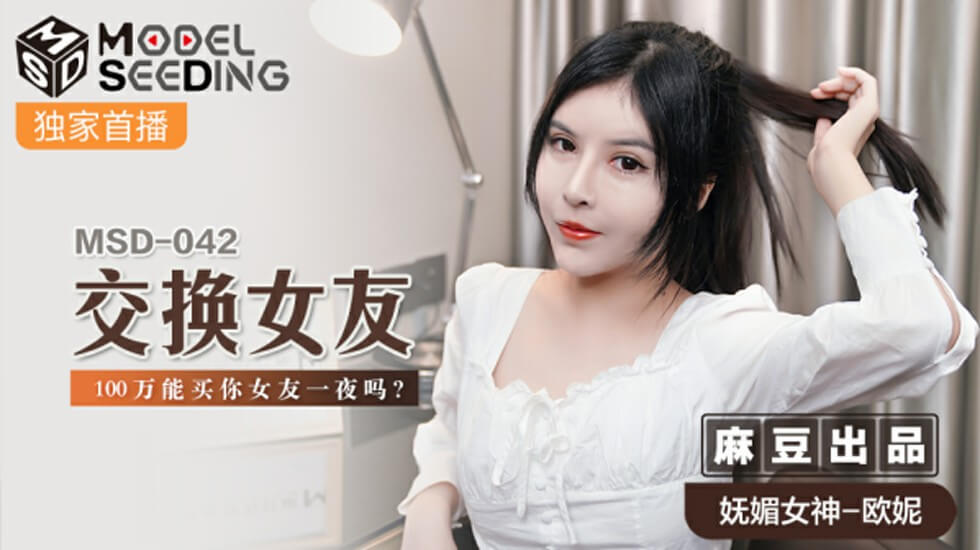 MSD
MODEL
SEEDING
独家首播
MSD-042
交换女友
100万能买你女友一夜吗?
麻豆出品
妩媚女神-欧妮